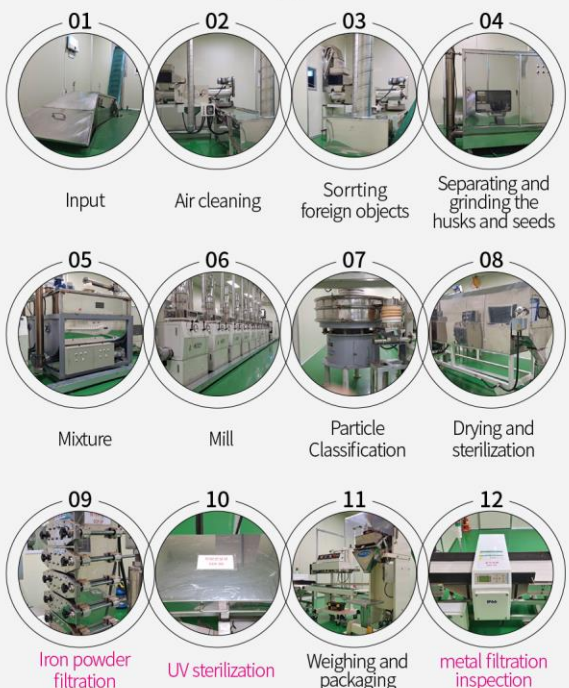 01
02
03
04
Input
Air cleaning
Sorrting
foreign objects
Separating and
grinding the
husks and seeds
05
06
07
08
Mixture
Mill
Particle
Classification
Drying and
sterilization
09
10
11
12
Iron powder
filtration
UV sterilization
Weighing and
packaging
metal filtration
inspection